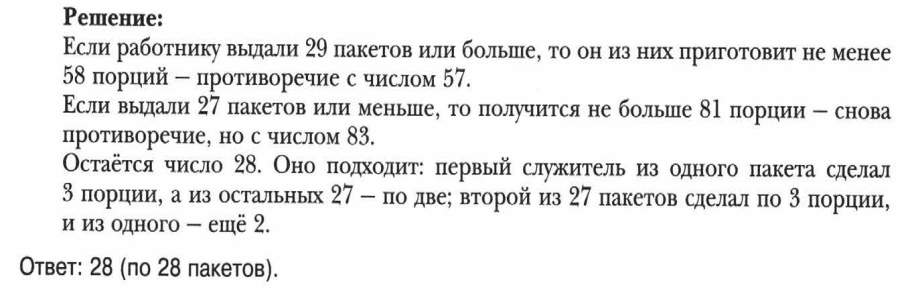 Решение:
Если работнику выдали 29 пакетов или больше, то он из них приготовит не менее
58 порций – противоречие с числом 57.
Если выдали 27 пакетов или меньше, то получится не больше 81 порции – снова
противоречие, но с числом 83.
Остаётся число 28. Оно подходит: первый служитель из одного пакета сделал
3 порции, а из остальных 27 – по две; второй из 27 пакетов сделал по 3 порции,
и из одного – ещё 2.
Ответ: 28 (по 28 пакетов).